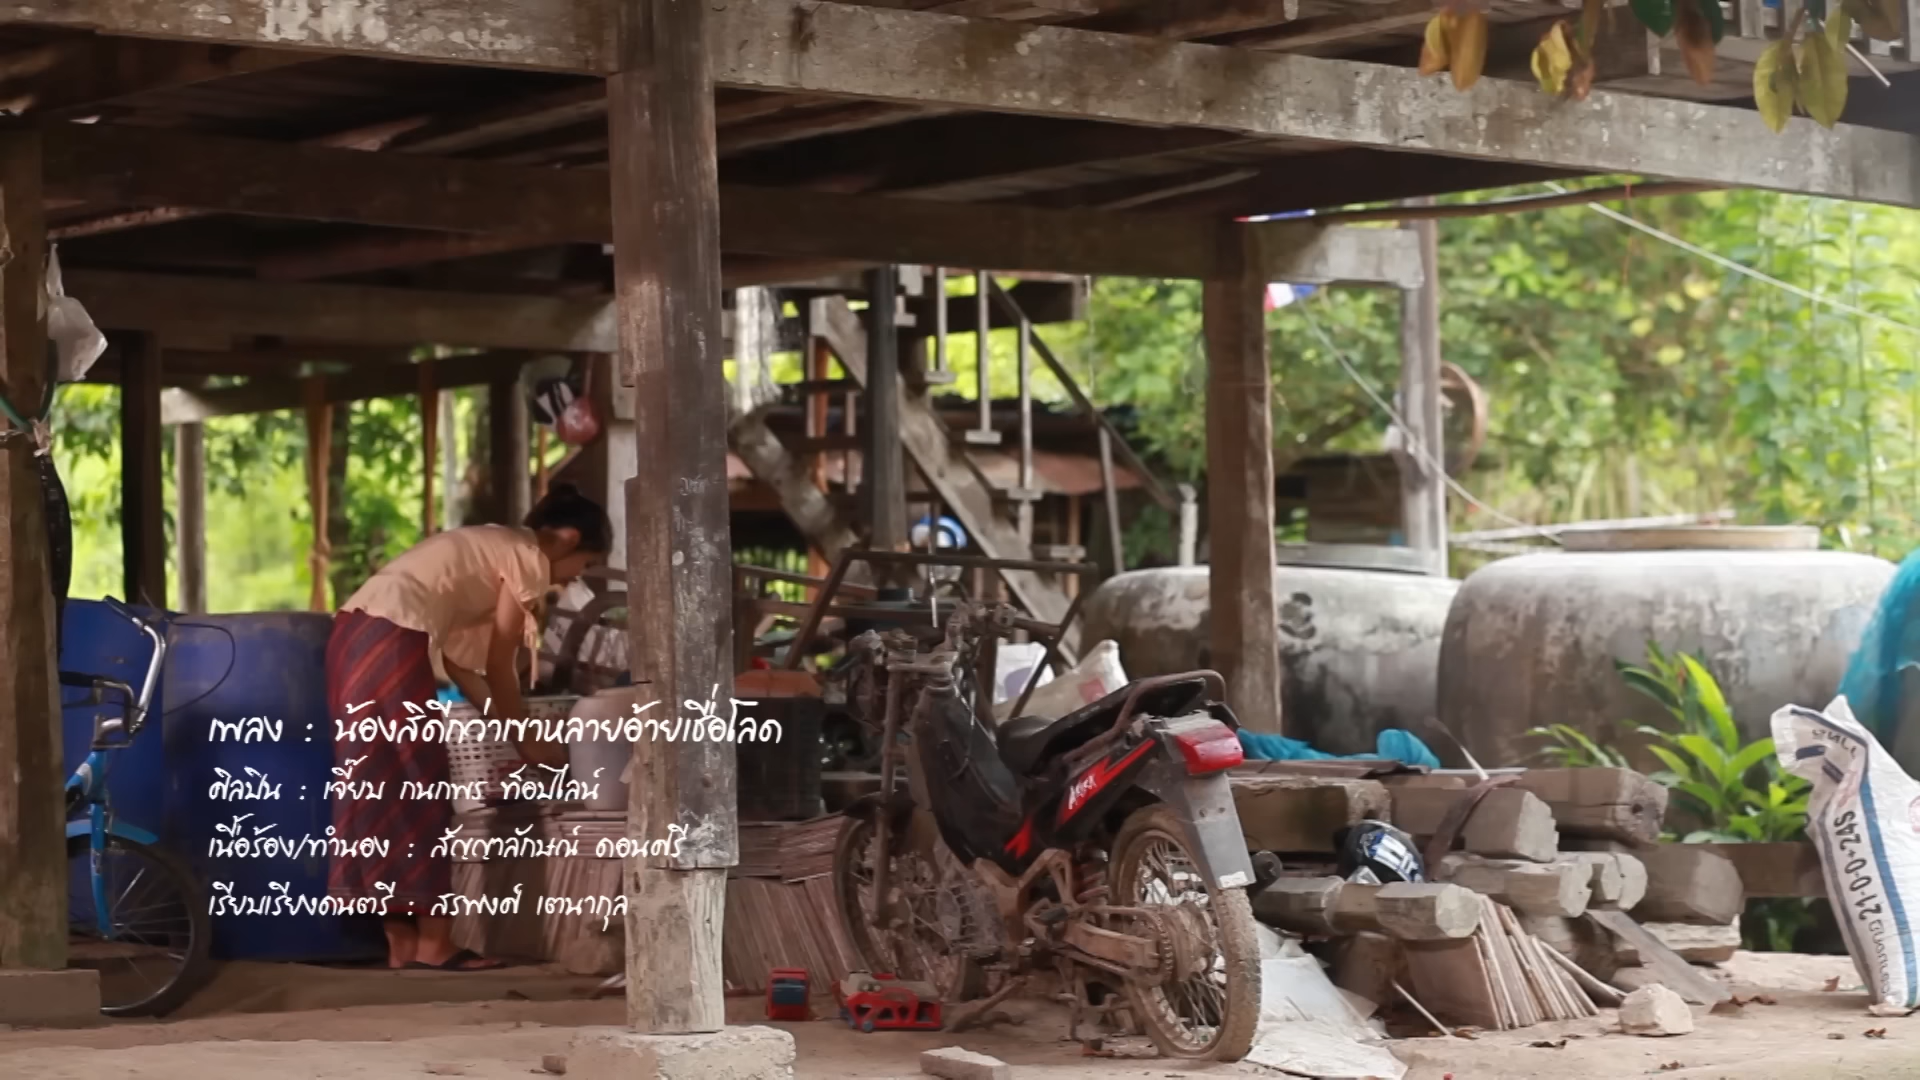 เพลง : น้องสิดีกว่าเขาหลายอ้ายเชื่อโลด
ศิลปิน : เจี๊ยบ กนกพร ท็อปไลน์
เนื้อร้อง/ทำนอง : สัญญาลักษณ์ ดอนศรี
เรียบเรียงดนตรี : สรพงศ์ เตนากุล
21-0-0+24S